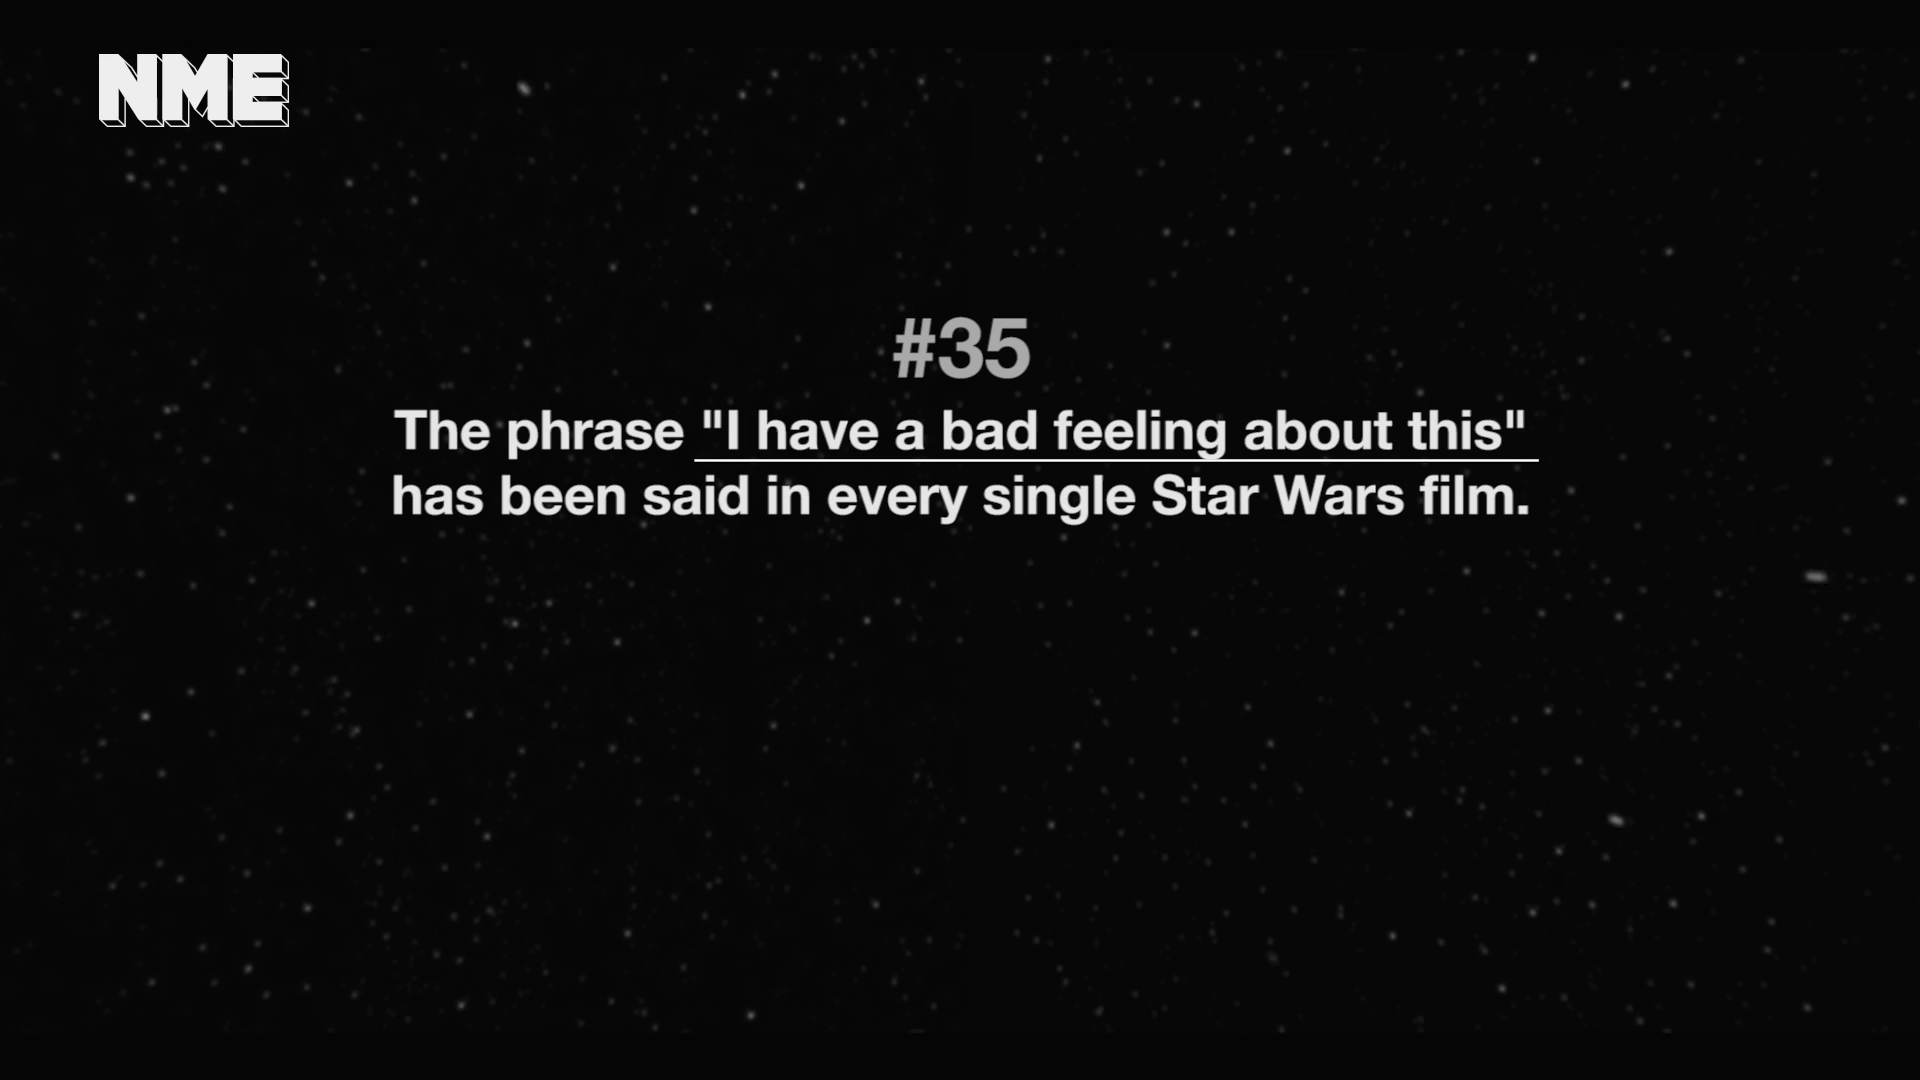 NME
#35
The phrase "I have a bad feeling about this"
has been said in every single Star Wars film.